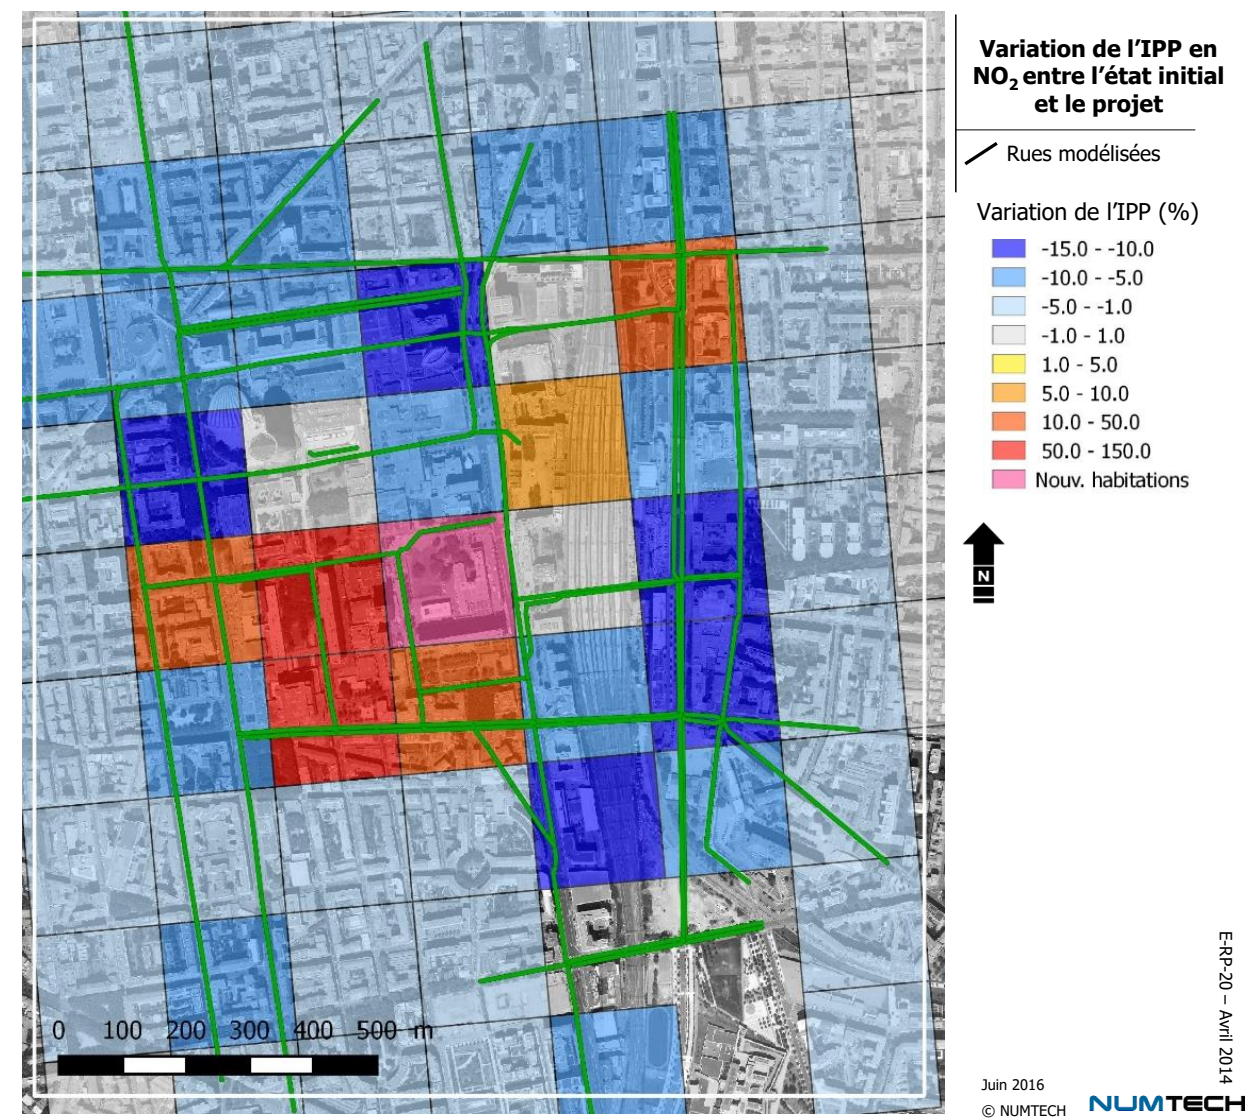 Variation de l’IPP en
NO2 entre l’état initial
et le projet
Rues modélisées
Variation de l’IPP (%)
-15.0 - -10.0
-10.0 - -5.0
-5.0 - -1.0
-1.0 - 1.0
1.0 - 5.0
5.0 - 10.0
10.0 - 50.0
50.0 - 150.0
Nouv. habitations
N
0 100 200 300 400 500 m
E-RP-20 – Avril 2014
Juin 2016
© NUMTECH
NUMTECH